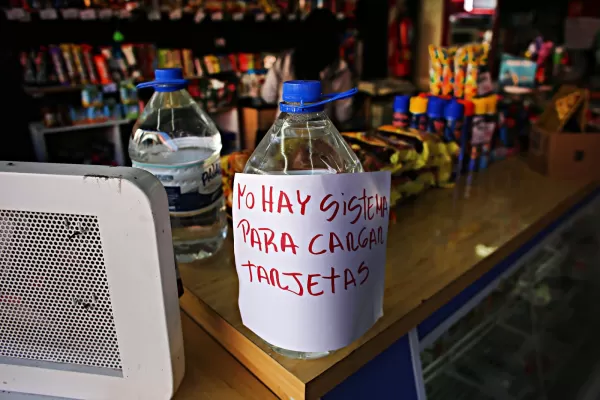 NO HAY SISTEMA
PARA CARGAR
TARJETAS